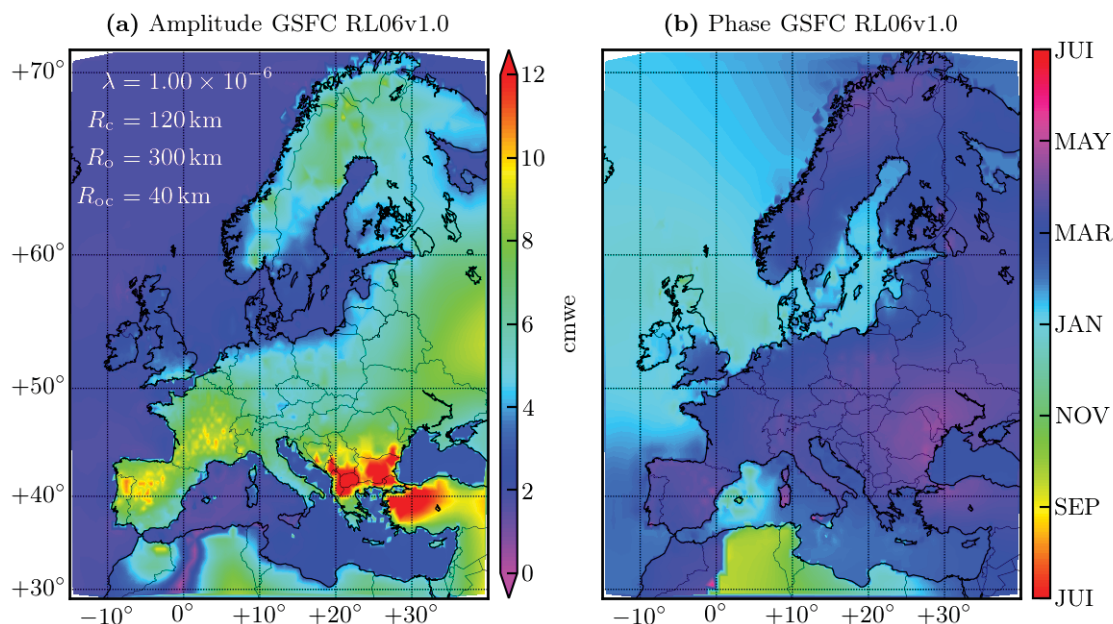 (a) Amplitude GSFC RL06v1.0
(b) Phase GSFC RL06v1.0
λ = 1.00 × 10⁻⁶
R_c = 120 km
R_o = 300 km
R_oc = 40 km
+70°
+60°
+50°
+40°
+30°
−10°
0°
+10°
+20°
+30°
12
10
8
6
4
2
0
cmwe
−10°
0°
+10°
+20°
+30°
JUI
MAY
MAR
JAN
NOV
SEP
JUI